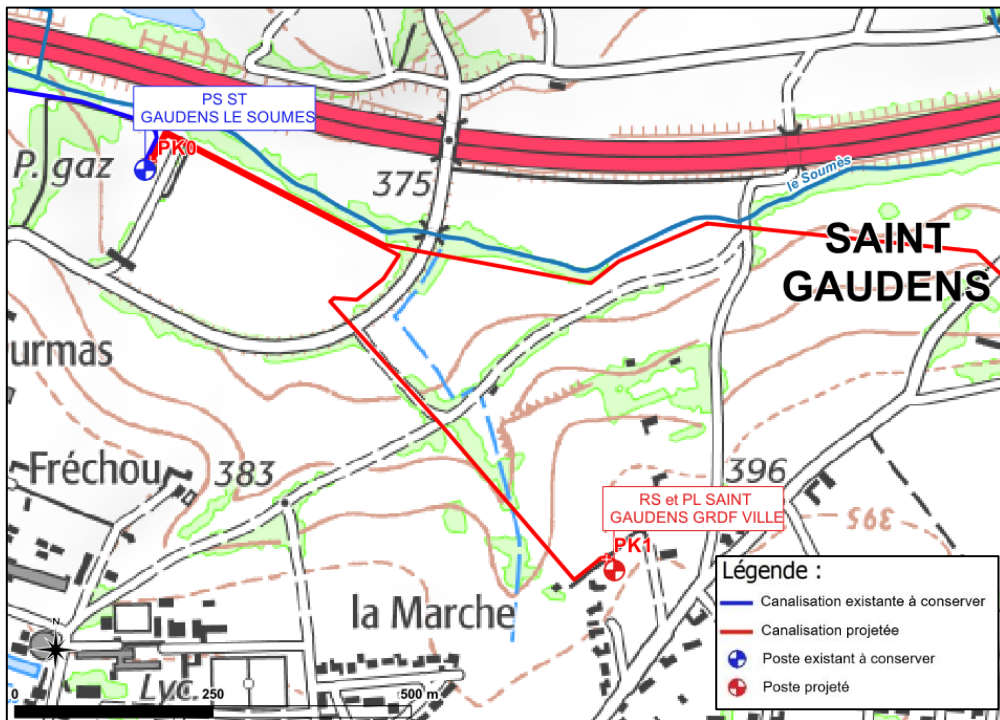 PS ST
GAUDENS LE SOUMES
PK0
P. gaz
375
le Soumès
SAINT
GAUDENS
urmas
Fréchou
383
396
RS et PL SAINT
GAUDENS GRDF VILLE
395
PK1
la Marche
Légende :
Canalisation existante à conserver
Canalisation projetée
Poste existant à conserver
Poste projeté
N
Lyc.
0
250
500 m